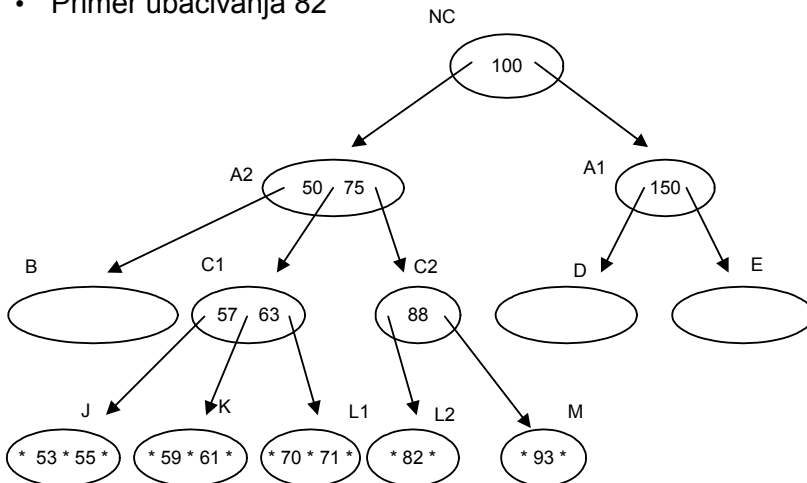 • Primer ubacivanja 82
NC
100
A2
50 75
A1
150
B
C1
57 63
C2
88
D
E
J
* 53 * 55 *
K
* 59 * 61 *
L1
* 70 * 71 *
L2
* 82 *
M
* 93 *